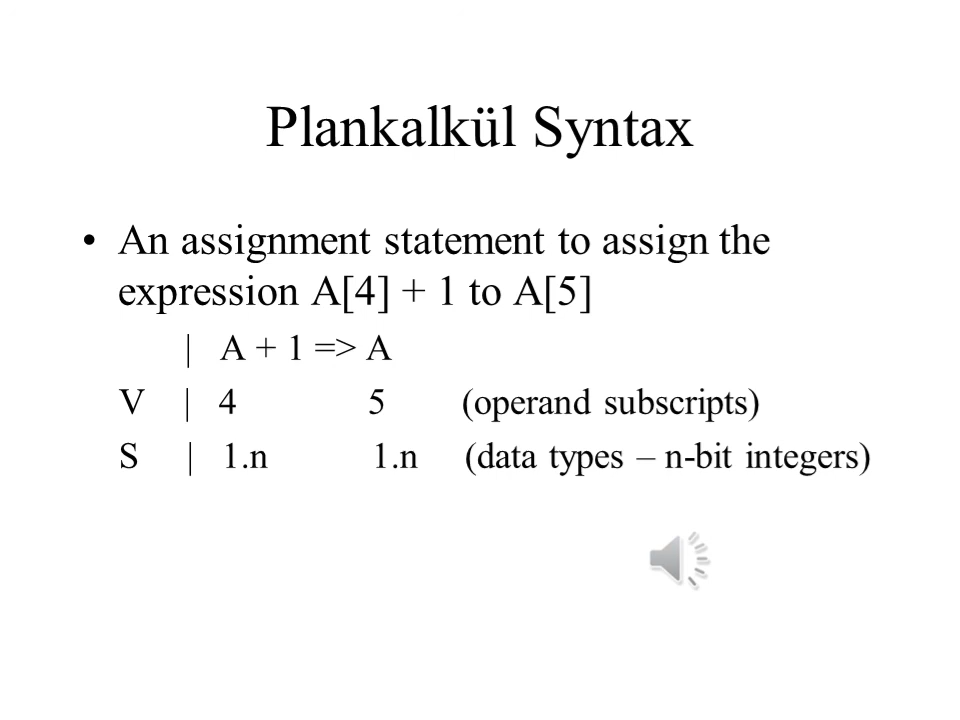 Plankalkül Syntax
• An assignment statement to assign the
expression A[4] + 1 to A[5]
| A + 1 => A
V | 4 5 (operand subscripts)
S | 1.n 1.n (data types – n-bit integers)